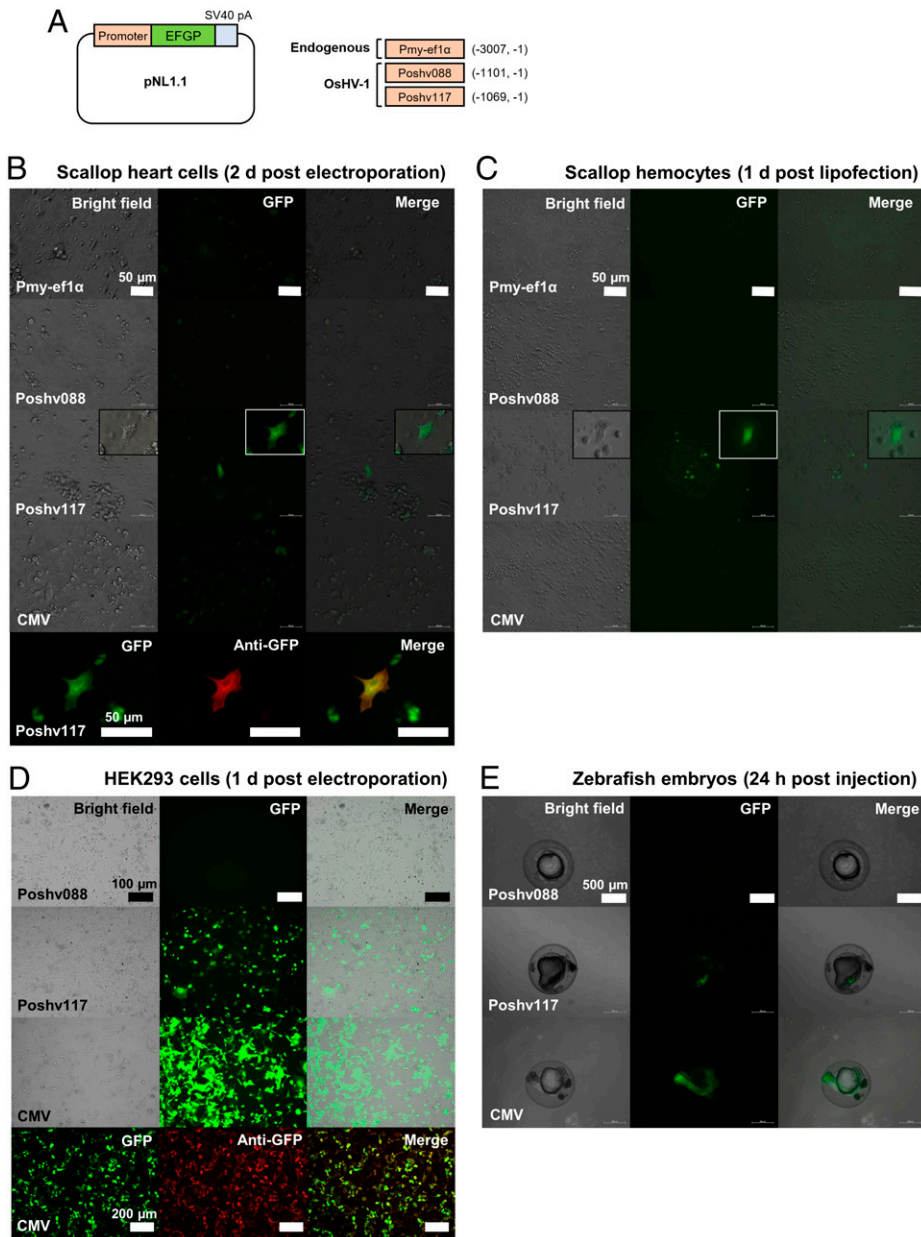 A
SV40 pA
Promoter EFGP
pNL1.1
Endogenous Pmy-ef1α (-3007, -1)
OsHV-1 Poshv088 (-1101, -1)
Poshv117 (-1069, -1)
B Scallop heart cells (2 d post electroporation)
Bright field GFP Merge
50 μm
Pmy-ef1α
Poshv088
Poshv117
CMV
GFP Anti-GFP Merge
50 μm
Poshv117
C Scallop hemocytes (1 d post lipofection)
Bright field GFP Merge
50 μm
Pmy-ef1α
Poshv088
Poshv117
CMV
D HEK293 cells (1 d post electroporation)
Bright field GFP Merge
100 μm
Poshv088
Poshv117
CMV
GFP Anti-GFP Merge
200 μm
CMV
E Zebrafish embryos (24 h post injection)
Bright field GFP Merge
500 μm
Poshv088
Poshv117
CMV